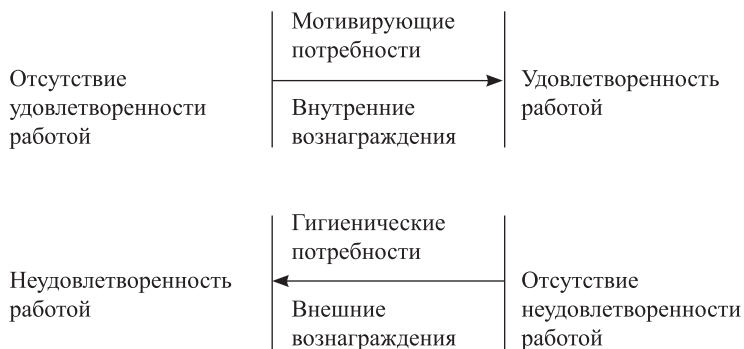 Мотивирующие
потребности
Отсутствие
удовлетворенности
работой
Внутренние
вознаграждения
Удовлетворенность
работой
Гигиенические
потребности
Неудовлетворенность
работой
Внешние
вознаграждения
Отсутствие
неудовлетворенности
работой